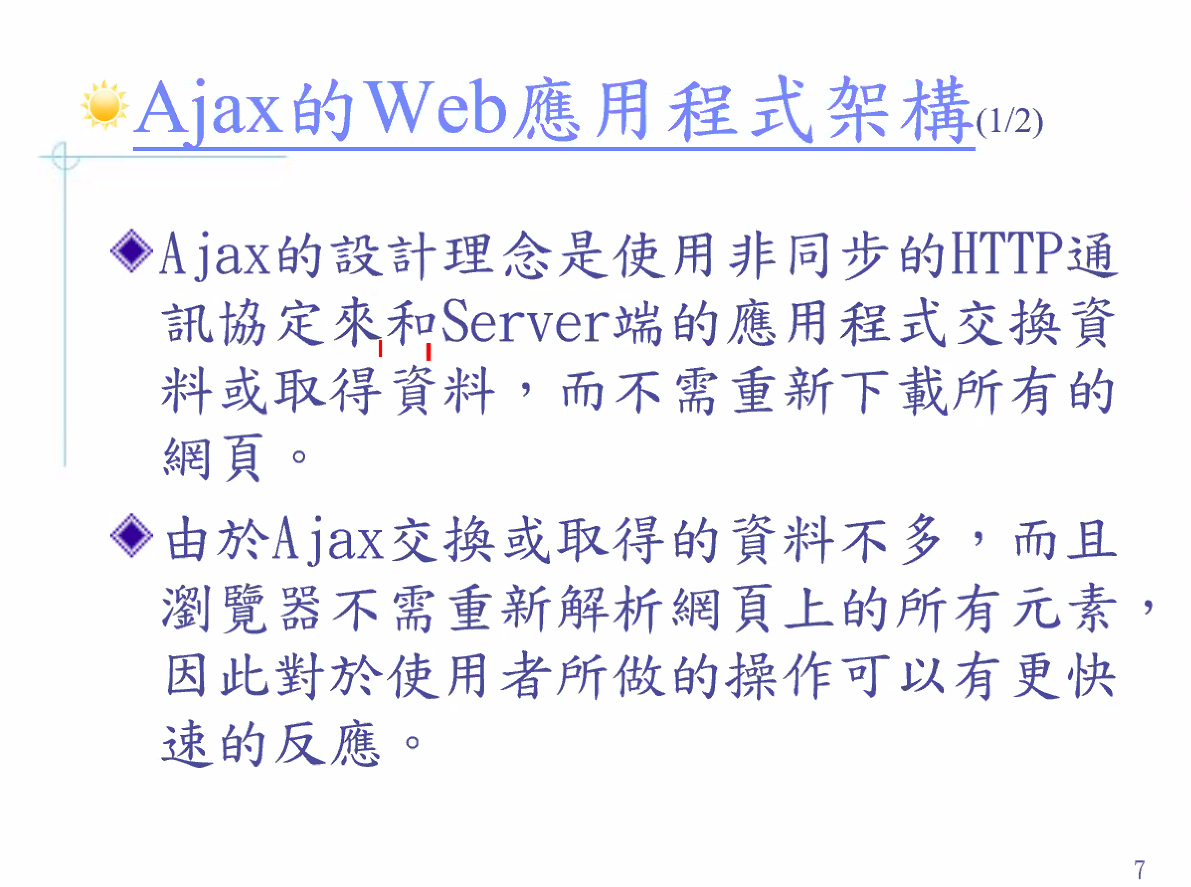 Ajax的Web應用程式架構(1/2)
Ajax的設計理念是使用非同步的HTTP通
訊協定來和Server端的應用程式交換資
料或取得資料，而不需重新下載所有的
網頁。
由於Ajax交換或取得的資料不多，而且
瀏覽器不需重新解析網頁上的所有元素，
因此對於使用者所做的操作可以有更快
速的反應。
7